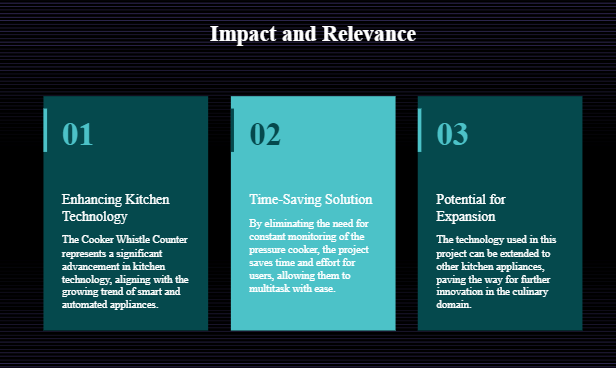 Impact and Relevance
01
Enhancing Kitchen
Technology
The Cooker Whistle Counter
represents a significant
advancement in kitchen
technology, aligning with the
growing trend of smart and
automated appliances.
02
Time-Saving Solution
By eliminating the need for
constant monitoring of the
pressure cooker, the project
saves time and effort for
users, allowing them to
multitask with ease.
03
Potential for
Expansion
The technology used in this
project can be extended to
other kitchen appliances,
paving the way for further
innovation in the culinary
domain.